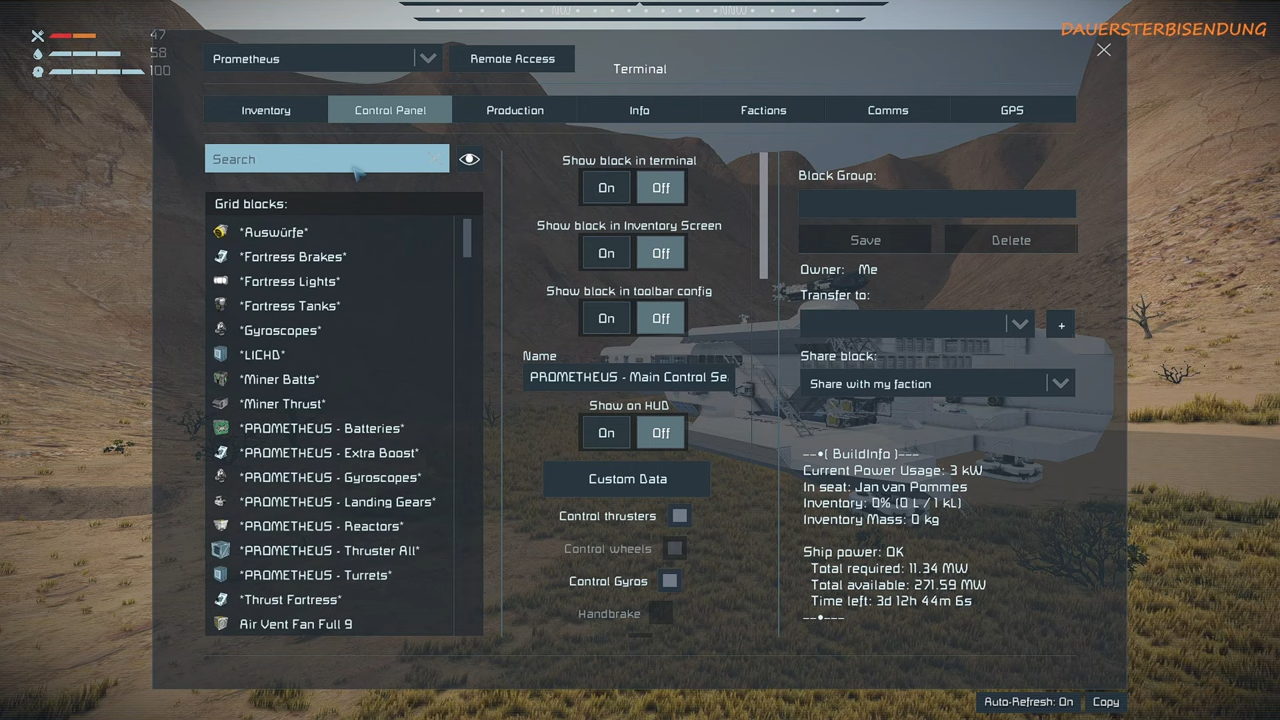 NW
NNW
DAUERSTERBISENDUNG
47
58
100
Prometheus
Remote Access
Terminal
Inventory
Control Panel
Production
Info
Factions
Comms
GPS
Search
Grid blocks:
*Auswürfe*
*Fortress Brakes*
*Fortress Lights*
*Fortress Tanks*
*Gyroscopes*
*LICHD*
*Miner Batts*
*Miner Thrust*
*PROMETHEUS - Batteries*
*PROMETHEUS - Extra Boost*
*PROMETHEUS - Gyroscopes*
*PROMETHEUS - Landing Gears*
*PROMETHEUS - Reactors*
*PROMETHEUS - Thruster All*
*PROMETHEUS - Turrets*
*Thrust Fortress*
Air Vent Fan Full 9
Show block in terminal
On Off
Show block in Inventory Screen
On Off
Show block in toolbar config
On Off
Name
PROMETHEUS - Main Control Se
Show on HUD
On Off
Custom Data
Control thrusters
Control wheels
Control Gyros
Handbrake
Block Group:
Save
Delete
Owner: Me
Transfer to:
+
Share block:
Share with my faction
--•( BuildInfo )---
Current Power Usage: 3 kW
In seat: Jan van Pommes
Inventory: 0% (0 L / 1 kL)
Inventory Mass: 0 kg
Ship power: OK
Total required: 11.34 MW
Total available: 271.59 MW
Time left: 3d 12h 44m 6s
--•---
Auto-Refresh: On
Copy